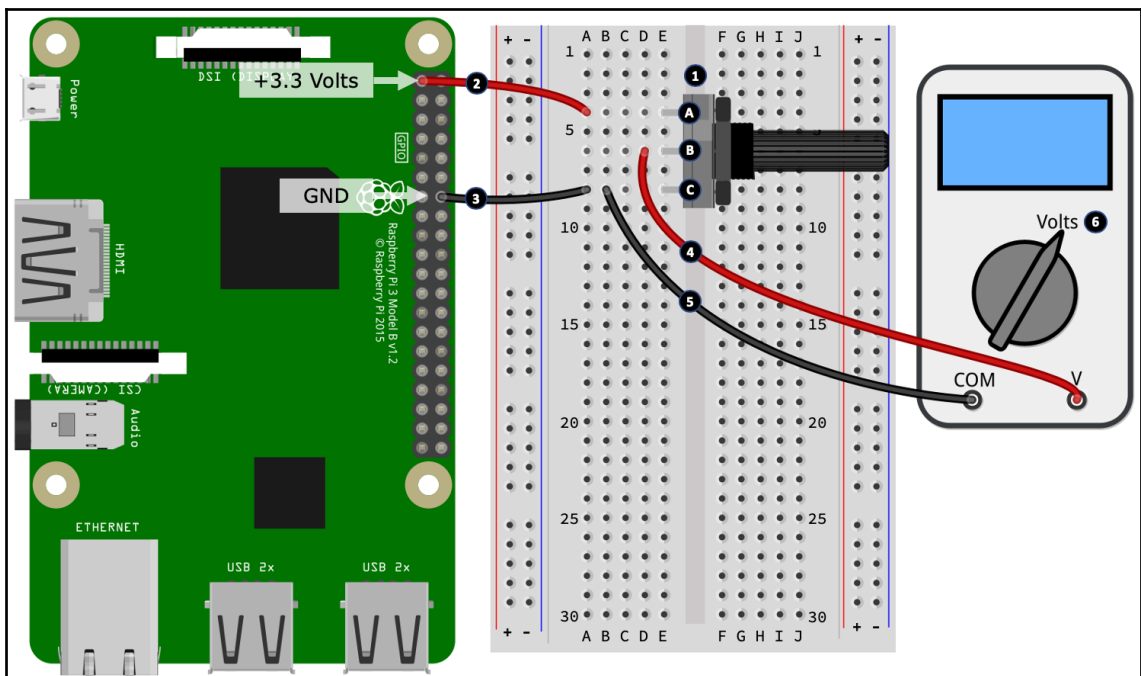 DSI (DISPLAY)
Power
+3.3 Volts
2
GPIO
GND
3
HDMI
Raspberry Pi 3 Model B v1.2
© Raspberry Pi 2015
CSI (CAMERA)
Audio
ETHERNET
USB 2x
USB 2x
+ -
A B C D E
F G H I J
+ -
1
1
1
A
5
5
B
C
10
10
4
5
15
15
20
20
25
25
30
30
+ -
A B C D E
F G H I J
+ -
Volts
6
COM
V